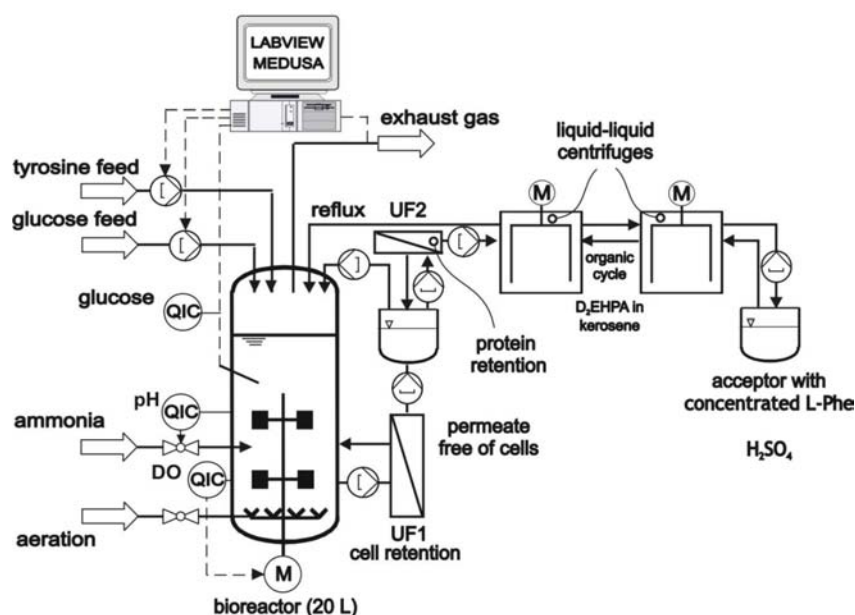 LABVIEW
MEDUSA
exhaust gas
liquid-liquid
centrifuges
tyrosine feed
glucose feed
reflux
UF2
M
M
organic
cycle
D₂EHPA in
kerosene
glucose
QIC
protein
retention
acceptor with
concentrated L-Phe
H₂SO₄
pH
QIC
ammonia
permeate
free of cells
DO
QIC
aeration
UF1
cell retention
M
bioreactor (20 L)